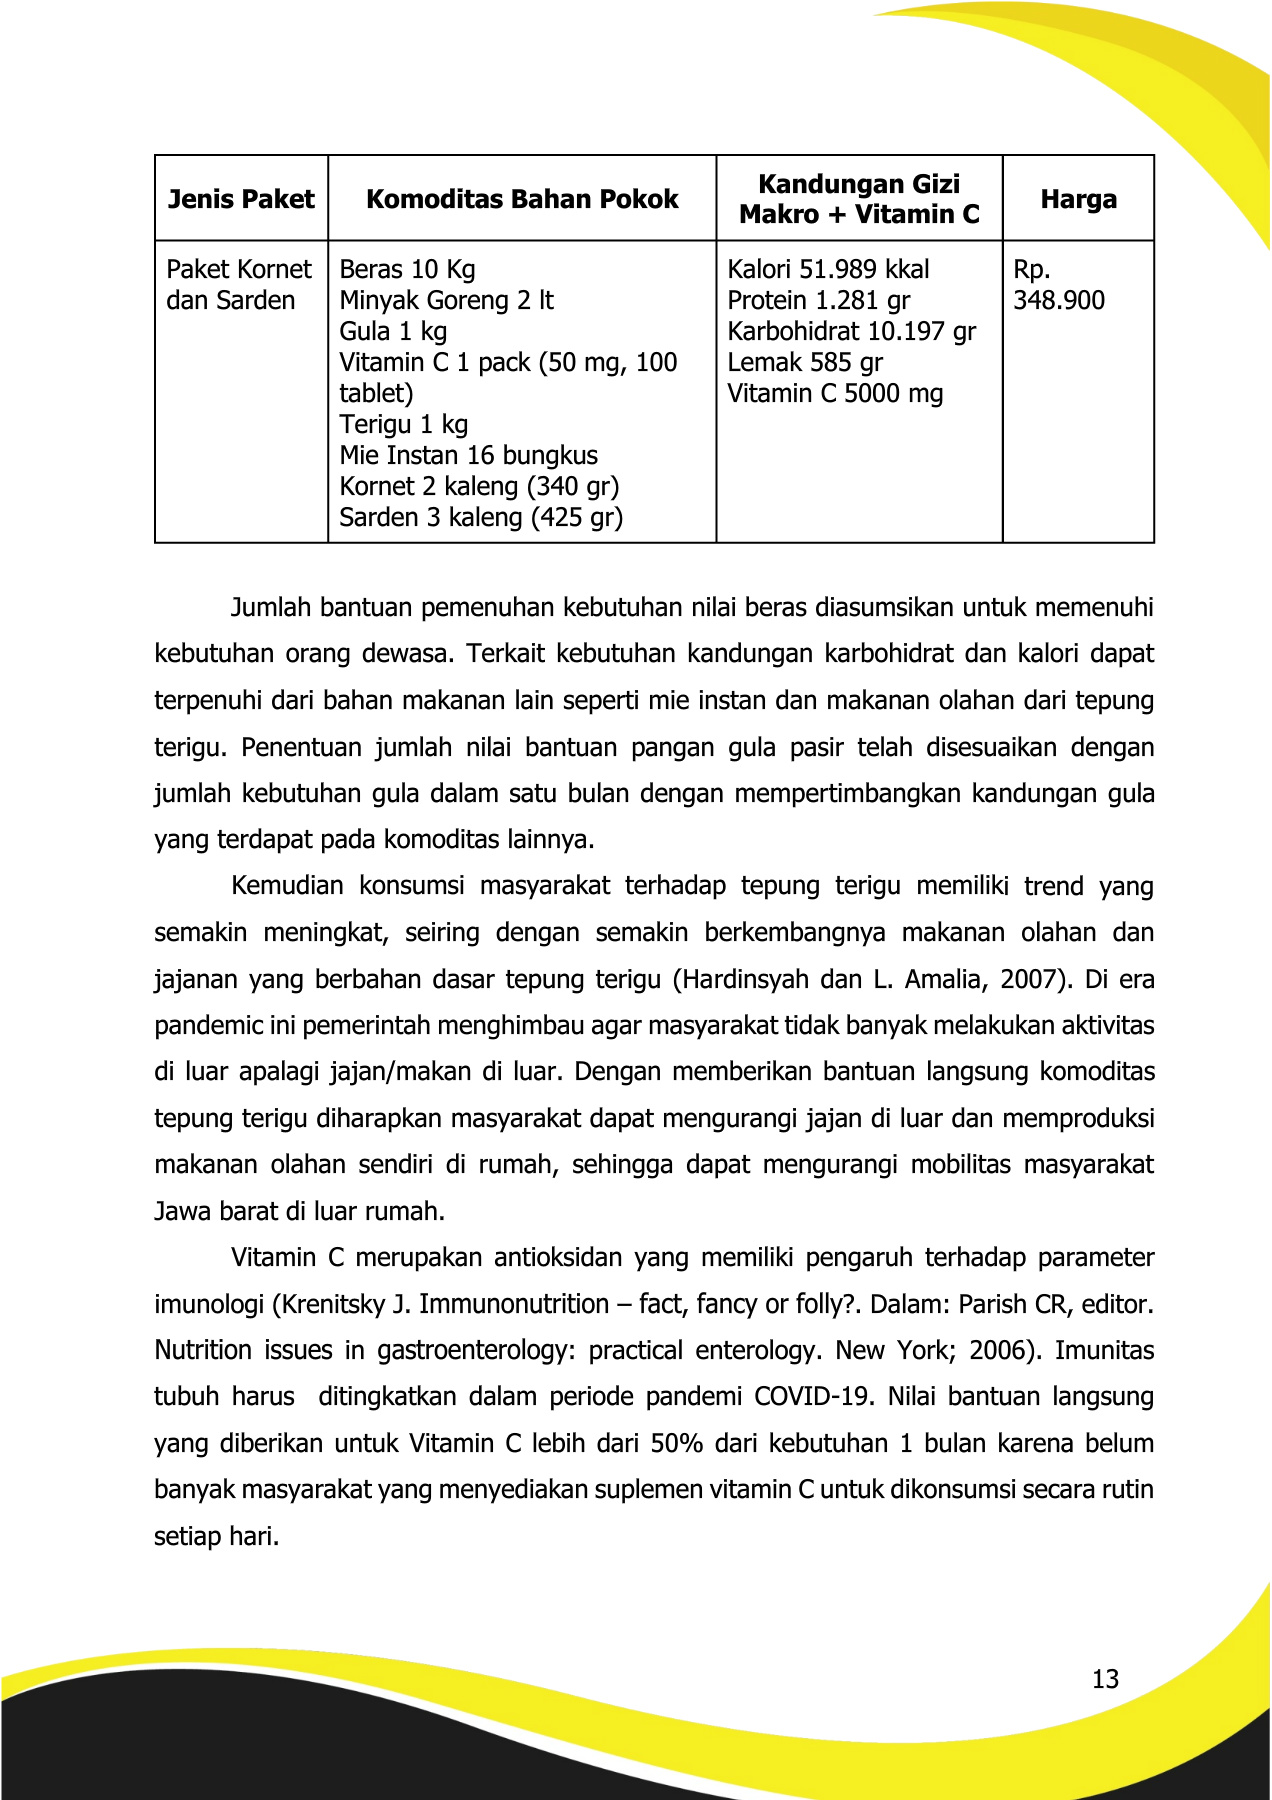 Jenis Paket
Komoditas Bahan Pokok
Kandungan Gizi
Makro + Vitamin C
Harga
Paket Kornet
dan Sarden
Beras 10 Kg
Minyak Goreng 2 lt
Gula 1 kg
Vitamin C 1 pack (50 mg, 100
tablet)
Terigu 1 kg
Mie Instan 16 bungkus
Kornet 2 kaleng (340 gr)
Sarden 3 kaleng (425 gr)
Kalori 51.989 kkal
Protein 1.281 gr
Karbohidrat 10.197 gr
Lemak 585 gr
Vitamin C 5000 mg
Rp.
348.900
Jumlah bantuan pemenuhan kebutuhan nilai beras diasumsikan untuk memenuhi
kebutuhan orang dewasa. Terkait kebutuhan kandungan karbohidrat dan kalori dapat
terpenuhi dari bahan makanan lain seperti mie instan dan makanan olahan dari tepung
terigu. Penentuan jumlah nilai bantuan pangan gula pasir telah disesuaikan dengan
jumlah kebutuhan gula dalam satu bulan dengan mempertimbangkan kandungan gula
yang terdapat pada komoditas lainnya.
Kemudian konsumsi masyarakat terhadap tepung terigu memiliki trend yang
semakin meningkat, seiring dengan semakin berkembangnya makanan olahan dan
jajanan yang berbahan dasar tepung terigu (Hardinsyah dan L. Amalia, 2007). Di era
pandemic ini pemerintah menghimbau agar masyarakat tidak banyak melakukan aktivitas
di luar apalagi jajan/makan di luar. Dengan memberikan bantuan langsung komoditas
tepung terigu diharapkan masyarakat dapat mengurangi jajan di luar dan memproduksi
makanan olahan sendiri di rumah, sehingga dapat mengurangi mobilitas masyarakat
Jawa barat di luar rumah.
Vitamin C merupakan antioksidan yang memiliki pengaruh terhadap parameter
imunologi (Krenitsky J. Immunonutrition – fact, fancy or folly?. Dalam: Parish CR, editor.
Nutrition issues in gastroenterology: practical enterology. New York; 2006). Imunitas
tubuh harus ditingkatkan dalam periode pandemi COVID-19. Nilai bantuan langsung
yang diberikan untuk Vitamin C lebih dari 50% dari kebutuhan 1 bulan karena belum
banyak masyarakat yang menyediakan suplemen vitamin C untuk dikonsumsi secara rutin
setiap hari.
13